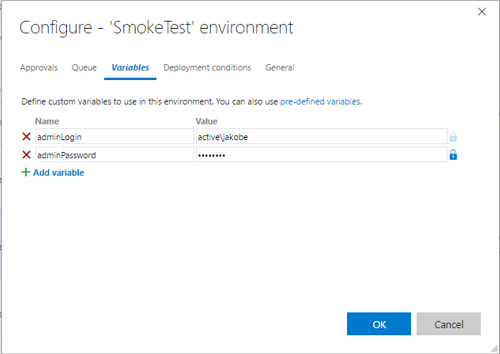 Configure - 'SmokeTest' environment
Approvals Queue Variables Deployment conditions General
Define custom variables to use in this environment. You can also use pre-defined variables.
Name Value
adminLogin active\jakobe
adminPassword ••••••••
+ Add variable
OK Cancel